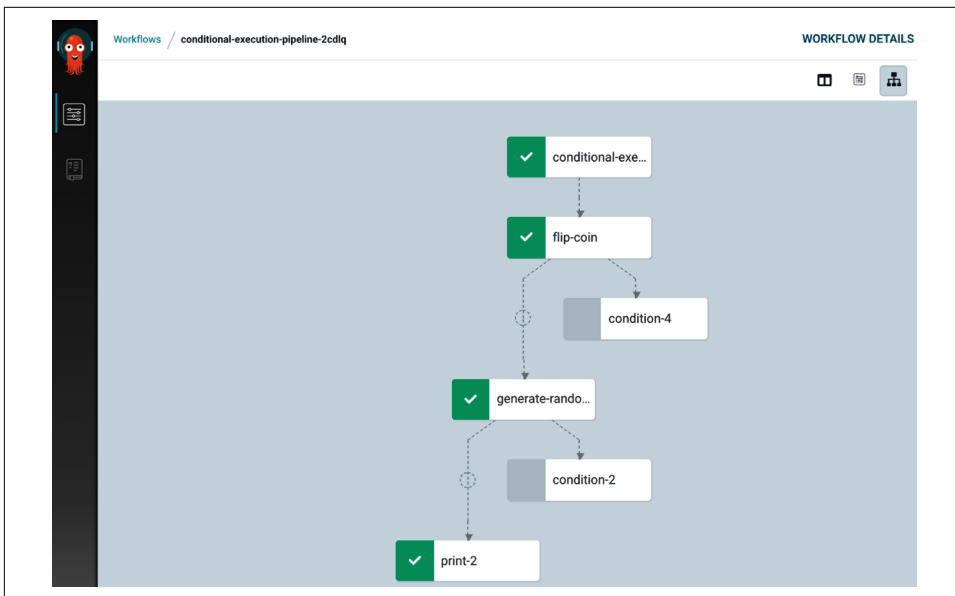 Workflows / conditional-execution-pipeline-2cdlq
WORKFLOW DETAILS
conditional-exe...
flip-coin
condition-4
generate-rando...
condition-2
print-2